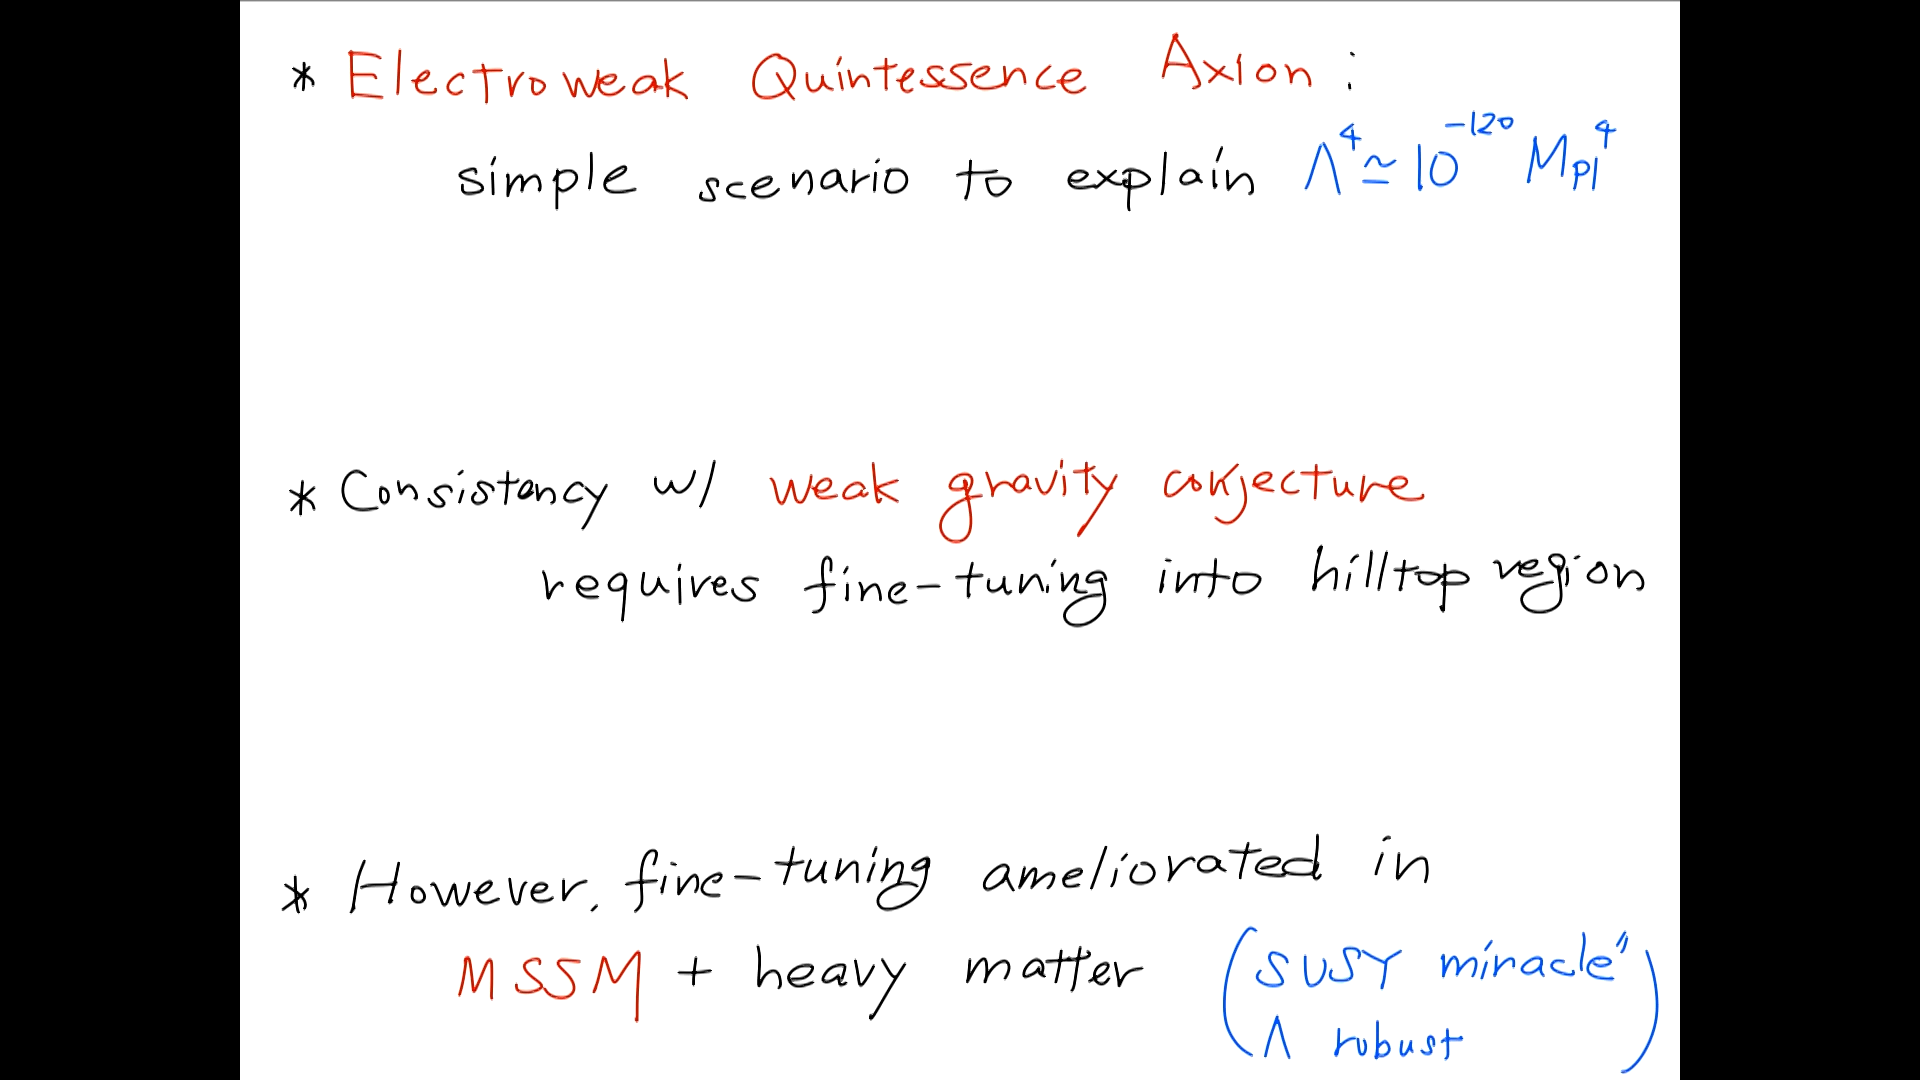 * Electroweak Quintessence Axion :
simple scenario to explain Λ⁴ ≃ 10⁻¹²⁰ M_Pl⁴
* Consistency w/ weak gravity conjecture
requires fine-tuning into hilltop region
* However, fine-tuning ameliorated in
MSSM + heavy matter (SUSY miracle"
Λ robust)